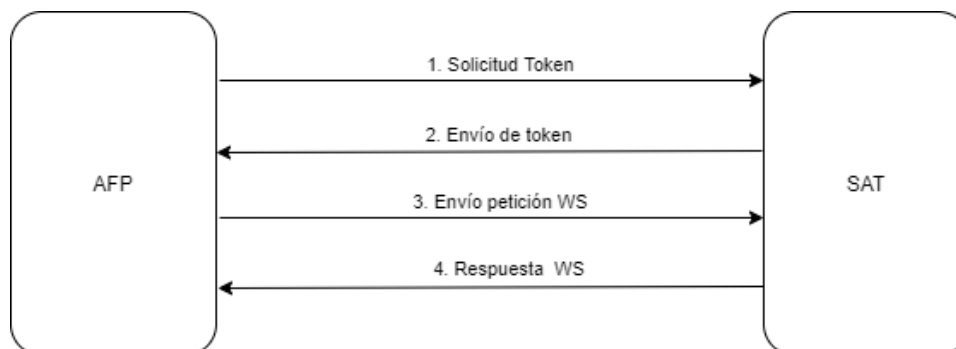 1. Solicitud Token
2. Envío de token
AFP
SAT
3. Envío petición WS
4. Respuesta  WS